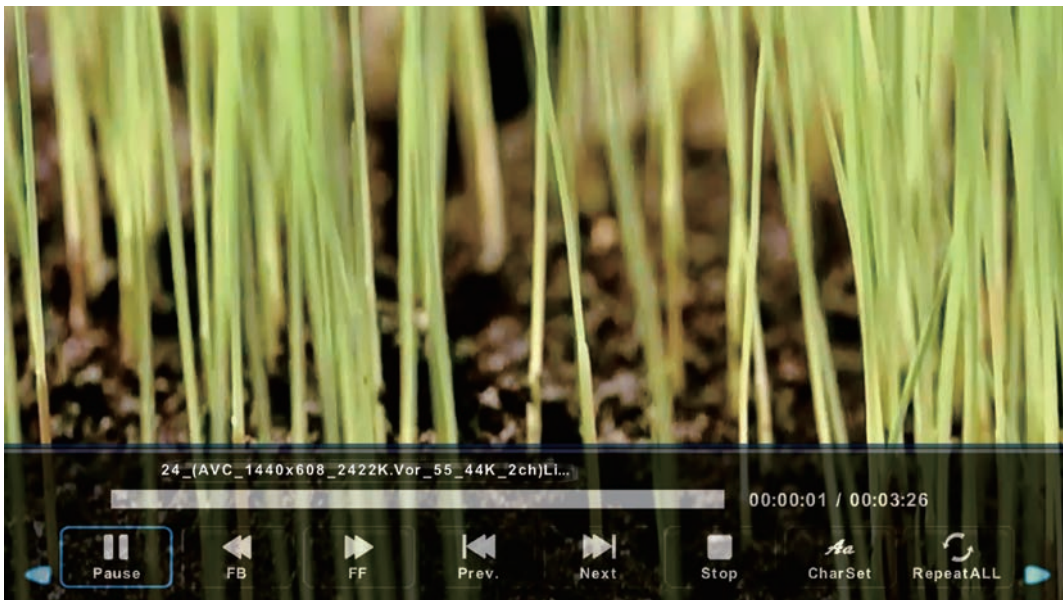 24_(AVC_1440x608_2422K.Vor_55_44K_2ch)Li...
00:00:01 / 00:03:26
Pause FB FF Prev. Next Stop Aa CharSet RepeatALL